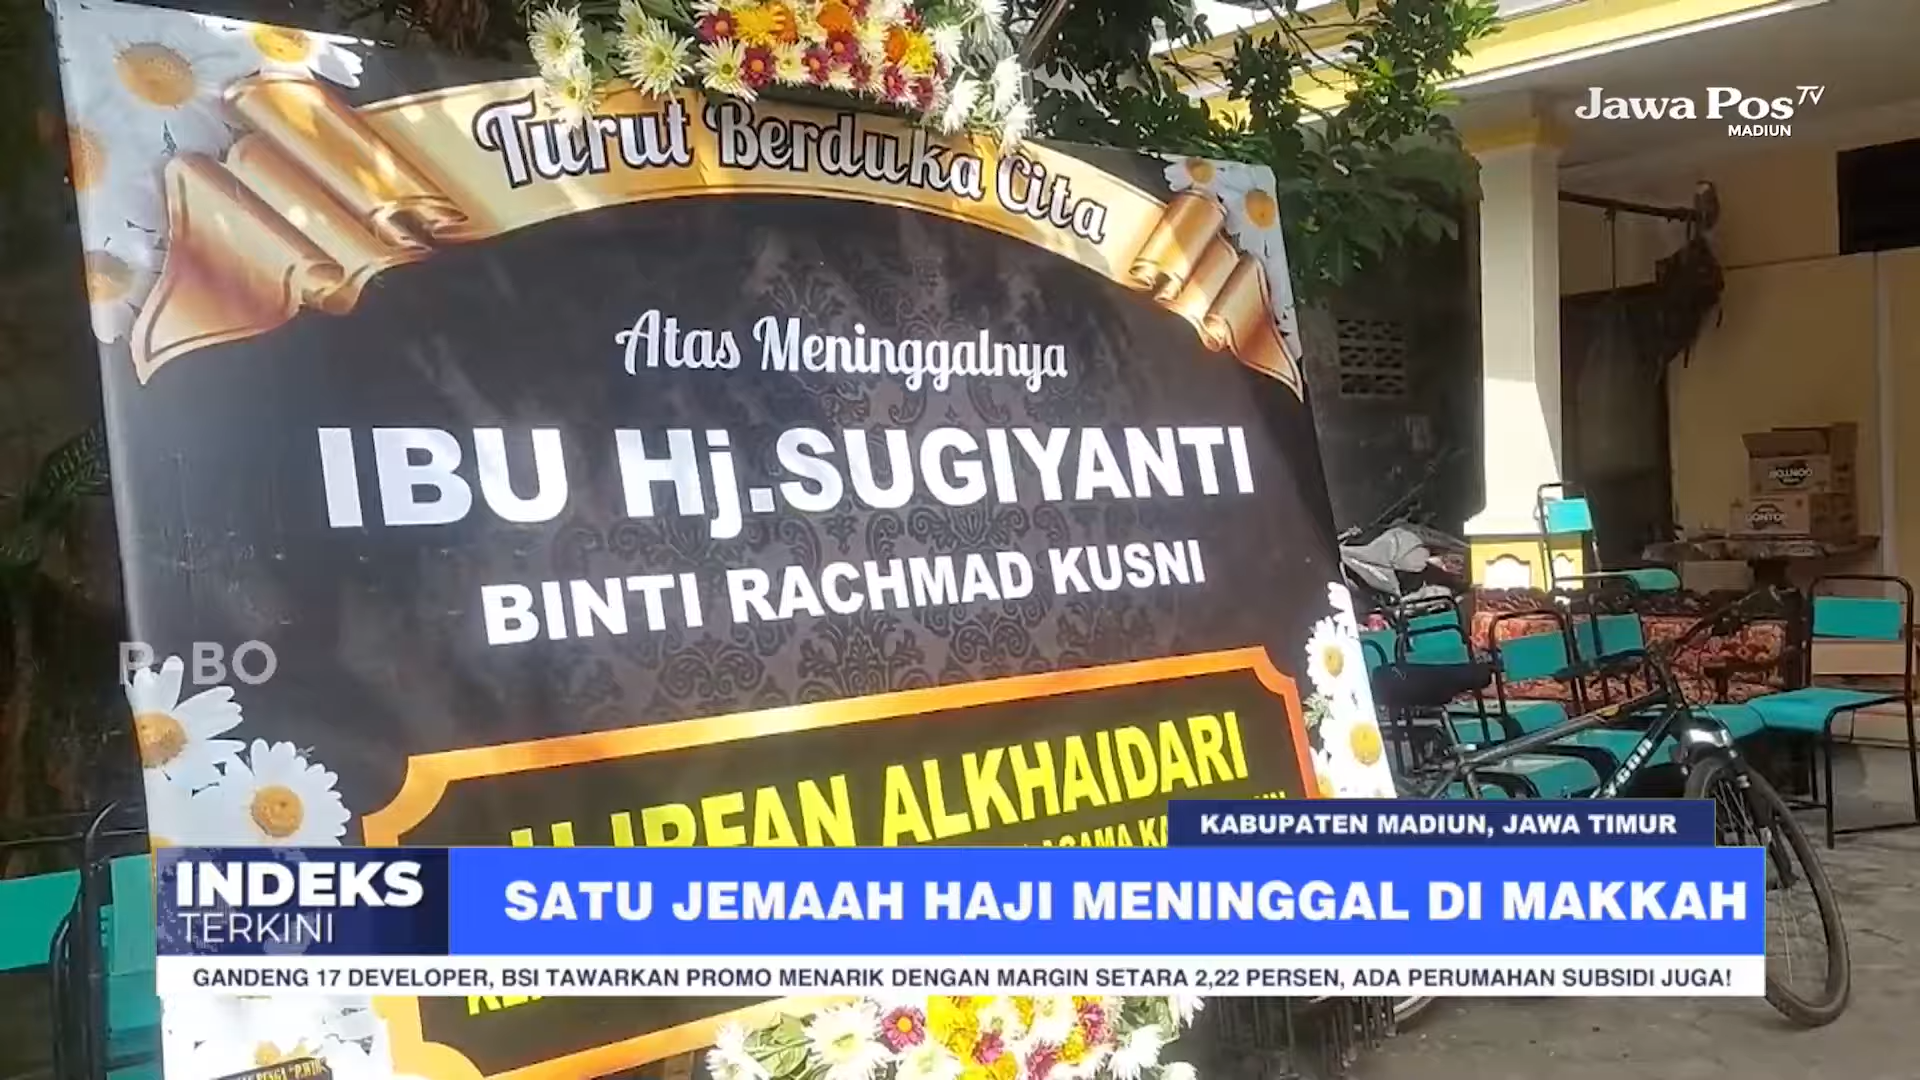 Jawa Pos TV
MADIUN
Turut Berduka Cita
Atas Meninggalnya
IBU Hj.SUGIYANTI
BINTI RACHMAD KUSNI
IRFAN ALKHAIDARI
AGAMA
KABUPATEN MADIUN, JAWA TIMUR
INDEKS
TERKINI
SATU JEMAAH HAJI MENINGGAL DI MAKKAH
GANDENG 17 DEVELOPER, BSI TAWARKAN PROMO MENARIK DENGAN MARGIN SETARA 2,22 PERSEN, ADA PERUMAHAN SUBSIDI JUGA!